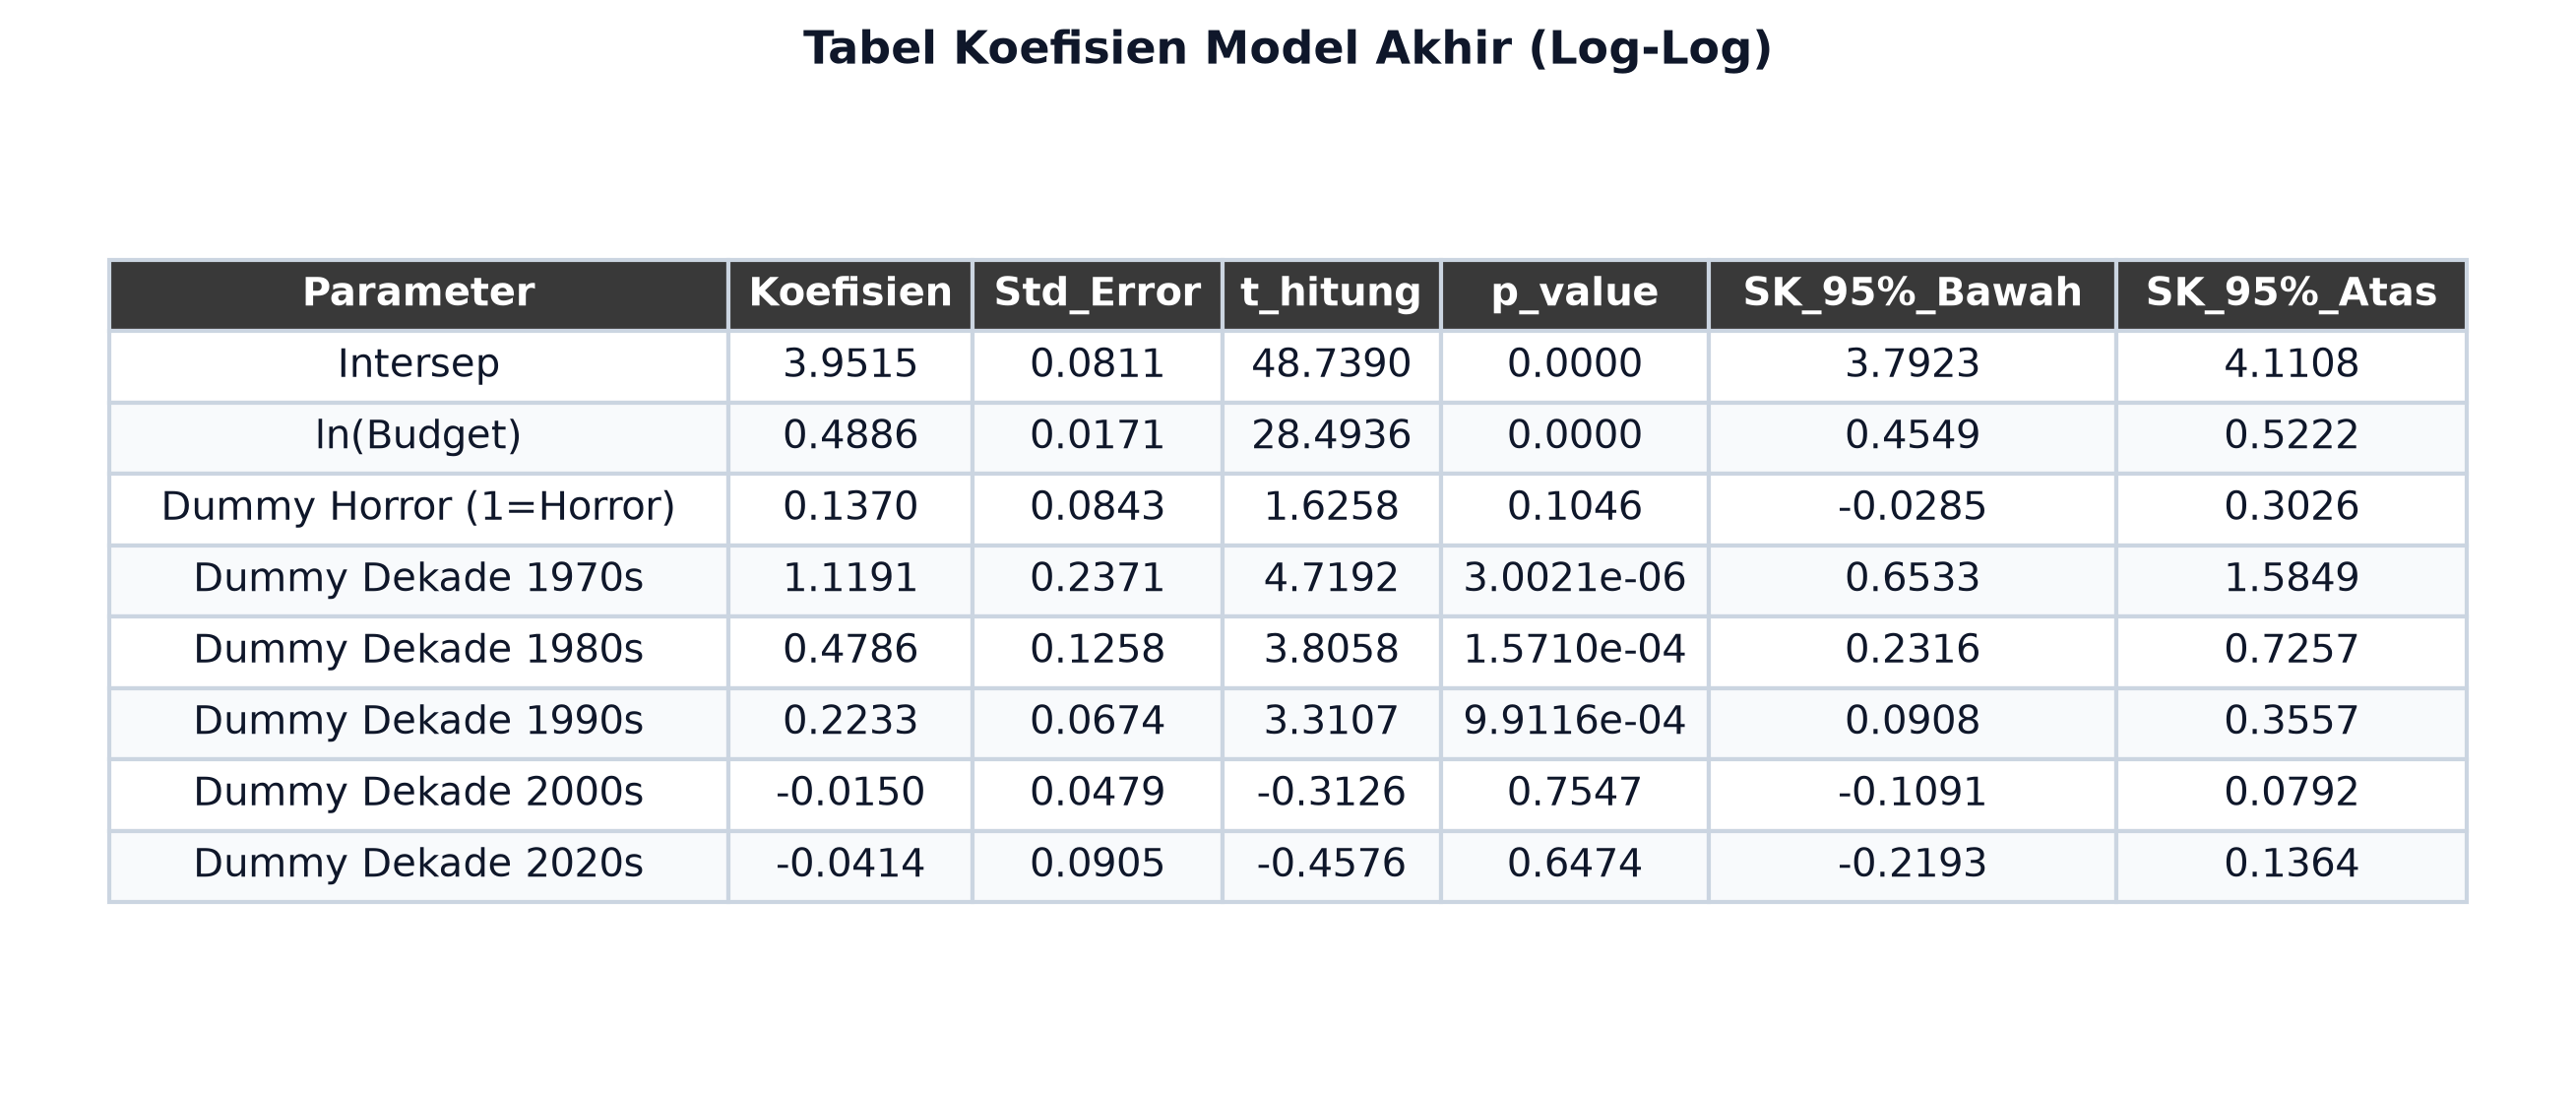 Tabel Koefisien Model Akhir (Log-Log)
Parameter Koefisien Std_Error t_hitung p_value SK_95%_Bawah SK_95%_Atas
Intersep 3.9515 0.0811 48.7390 0.0000 3.7923 4.1108
ln(Budget) 0.4886 0.0171 28.4936 0.0000 0.4549 0.5222
Dummy Horror (1=Horror) 0.1370 0.0843 1.6258 0.1046 -0.0285 0.3026
Dummy Dekade 1970s 1.1191 0.2371 4.7192 3.0021e-06 0.6533 1.5849
Dummy Dekade 1980s 0.4786 0.1258 3.8058 1.5710e-04 0.2316 0.7257
Dummy Dekade 1990s 0.2233 0.0674 3.3107 9.9116e-04 0.0908 0.3557
Dummy Dekade 2000s -0.0150 0.0479 -0.3126 0.7547 -0.1091 0.0792
Dummy Dekade 2020s -0.0414 0.0905 -0.4576 0.6474 -0.2193 0.1364